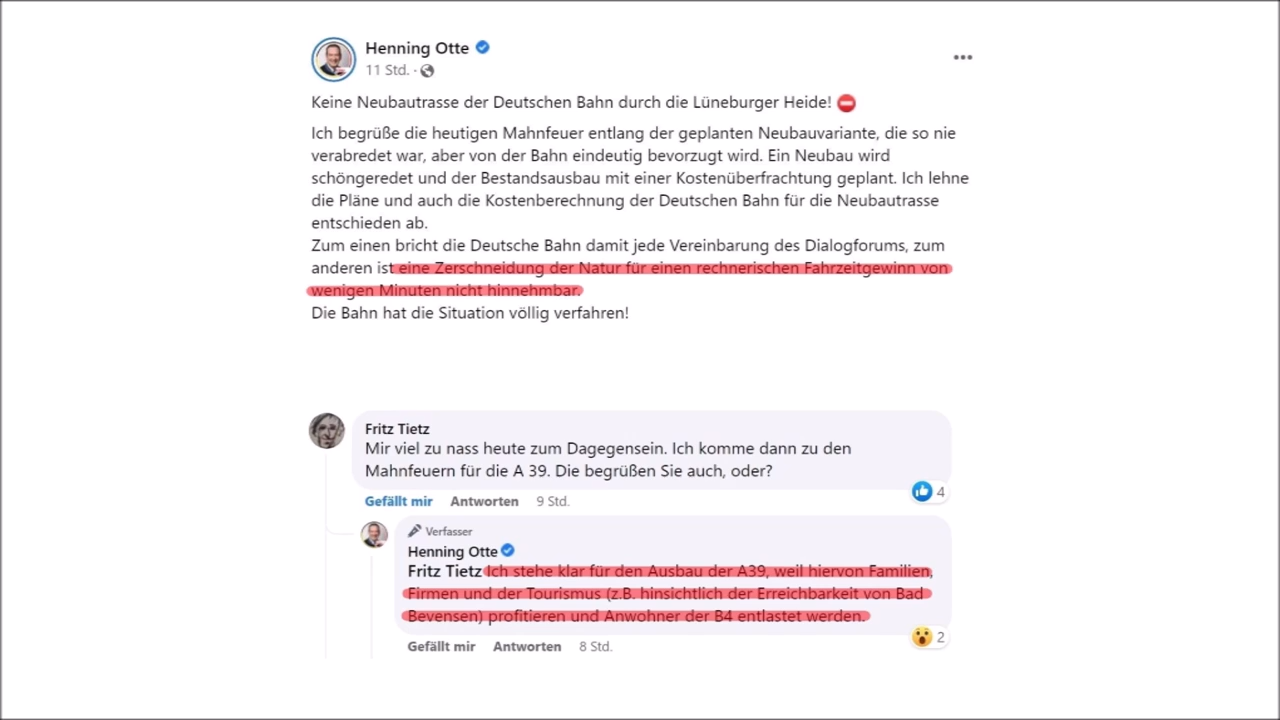 Henning Otte
11 Std. ·
Keine Neubautrasse der Deutschen Bahn durch die Lüneburger Heide! ⛔
Ich begrüße die heutigen Mahnfeuer entlang der geplanten Neubauvariante, die so nie
verabredet war, aber von der Bahn eindeutig bevorzugt wird. Ein Neubau wird
schöngeredet und der Bestandsausbau mit einer Kostenüberfrachtung geplant. Ich lehne
die Pläne und auch die Kostenberechnung der Deutschen Bahn für die Neubautrasse
entschieden ab.
Zum einen bricht die Deutsche Bahn damit jede Vereinbarung des Dialogforums, zum
anderen ist eine Zerschneidung der Natur für einen rechnerischen Fahrzeitgewinn von
wenigen Minuten nicht hinnehmbar.
Die Bahn hat die Situation völlig verfahren!
Fritz Tietz
Mir viel zu nass heute zum Dagegensein. Ich komme dann zu den
Mahnfeuern für die A 39. Die begrüßen Sie auch, oder?
4
Gefällt mir Antworten 9 Std.
Verfasser
Henning Otte
Fritz Tietz Ich stehe klar für den Ausbau der A39, weil hiervon Familien,
Firmen und der Tourismus (z.B. hinsichtlich der Erreichbarkeit von Bad
Bevensen) profitieren und Anwohner der B4 entlastet werden.
2
Gefällt mir Antworten 8 Std.